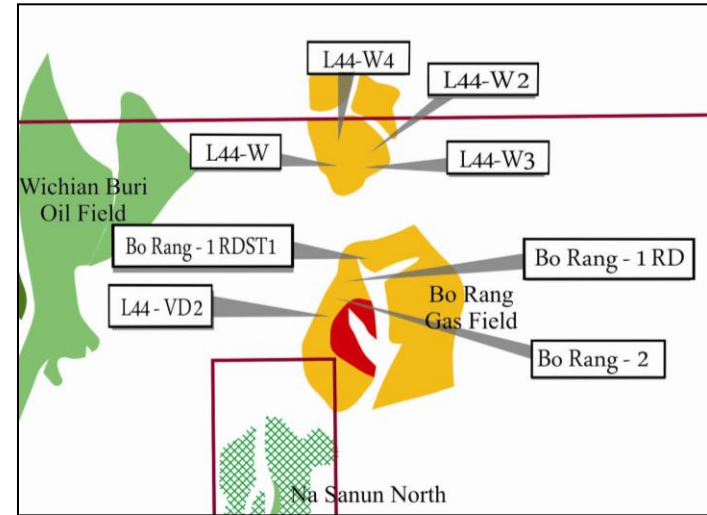 L44-W4
L44-W2
L44-W
L44-W3
Wichian Buri
Oil Field
Bo Rang - 1 RDST1
Bo Rang - 1 RD
L44 - VD2
Bo Rang
Gas Field
Bo Rang - 2
Na Sanun North